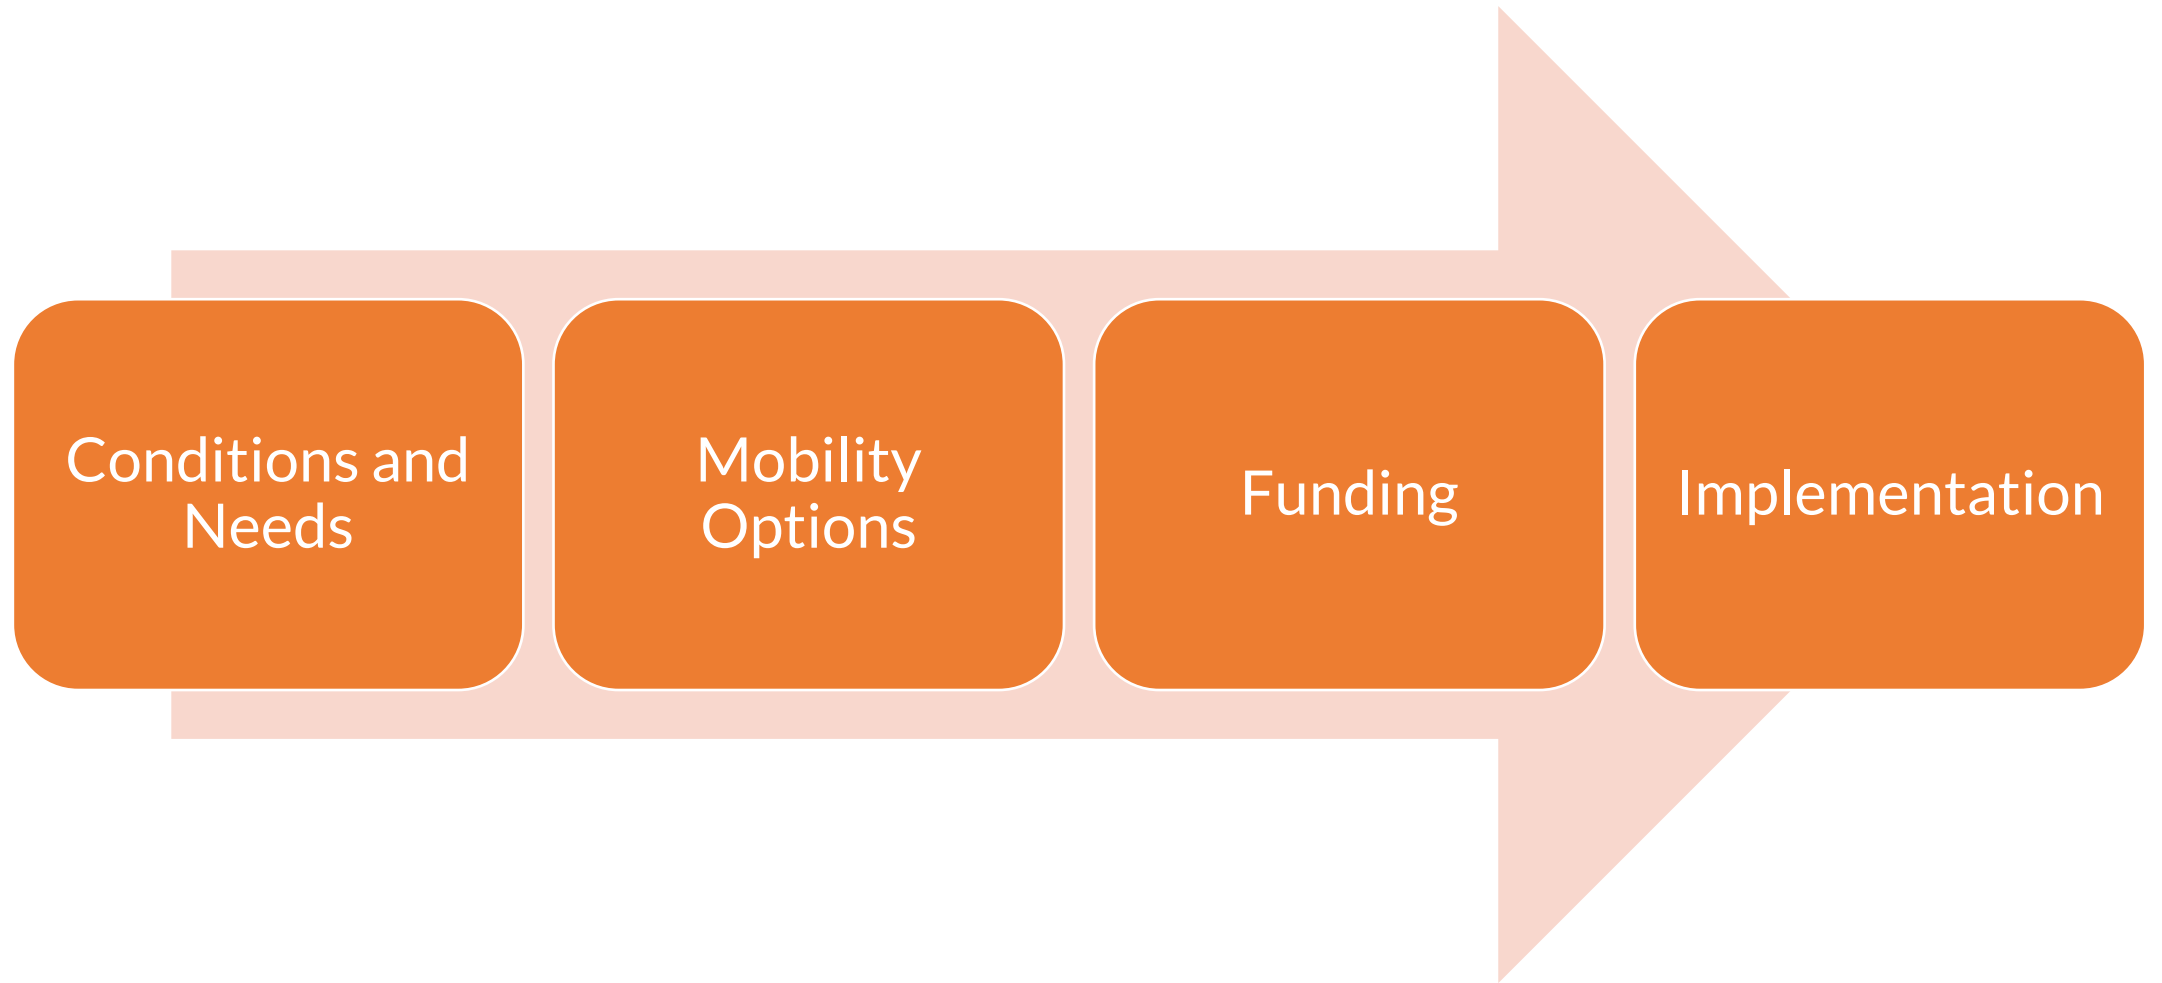 Conditions and
Needs
Mobility
Options
Funding
Implementation